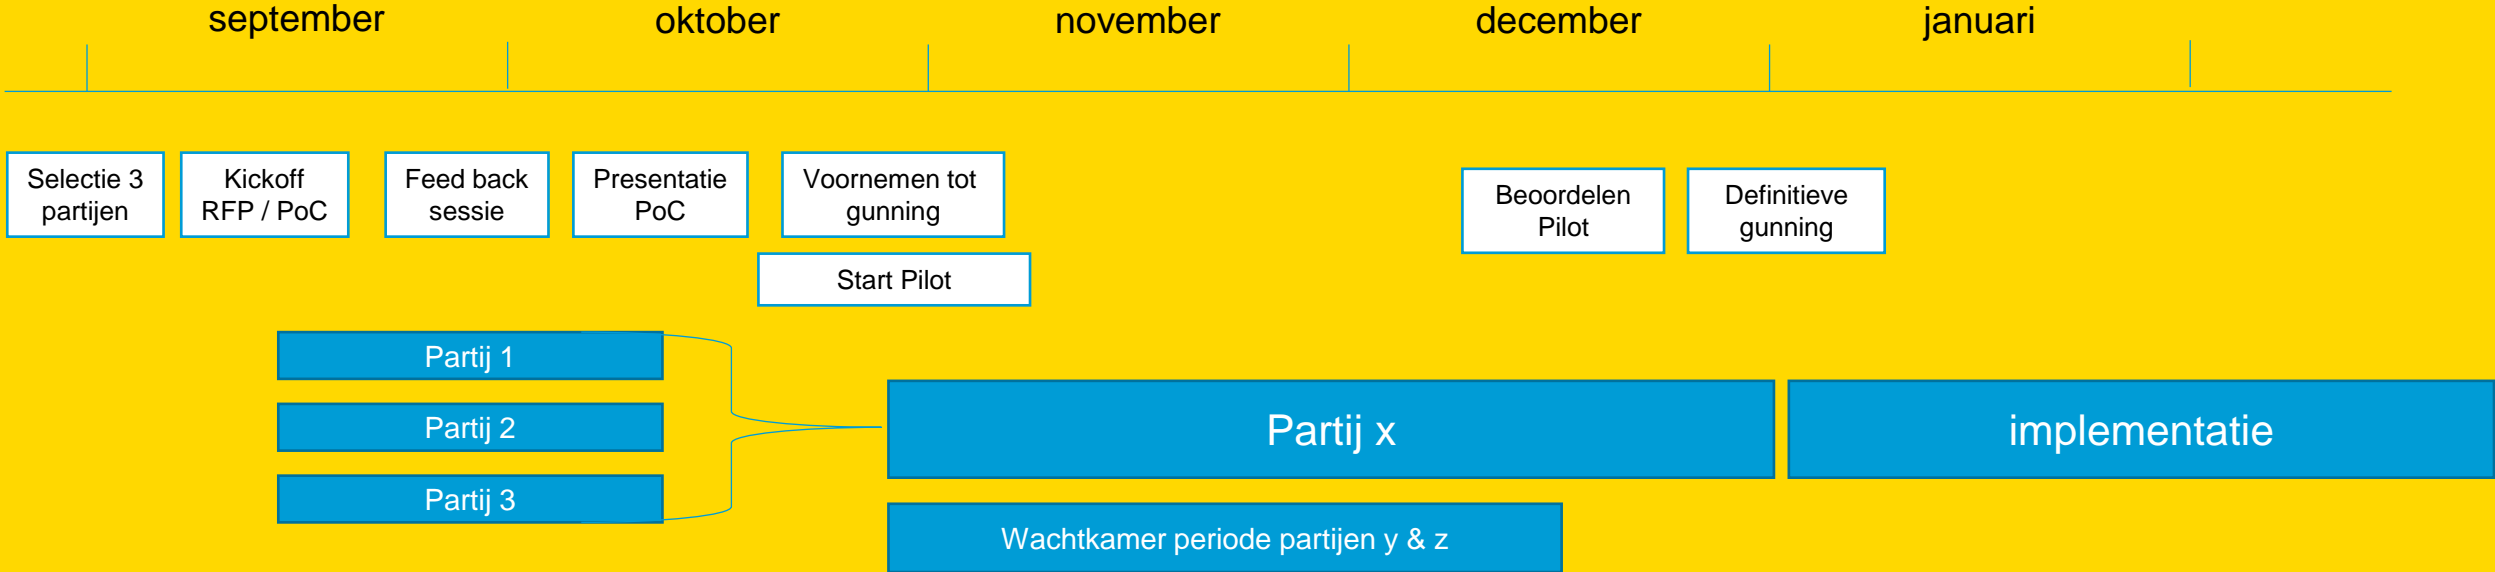 september
oktober
november
december
januari
Selectie 3
partijen
Kickoff
RFP / PoC
Feed back
sessie
Presentatie
PoC
Voornemen tot
gunning
Beoordelen
Pilot
Definitieve
gunning
Start Pilot
Partij 1
Partij 2
Partij 3
Partij x
implementatie
Wachtkamer periode partijen y & z